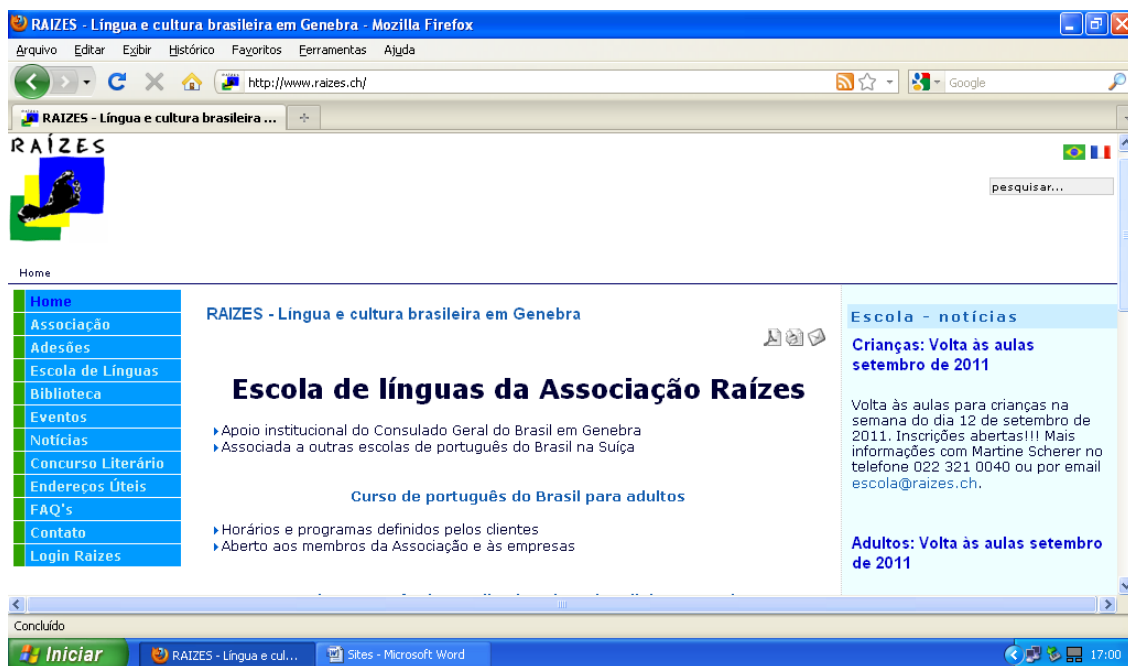 RAIZES - Língua e cultura brasileira em Genebra - Mozilla Firefox
Arquivo Editar Exibir Histórico Favoritos Ferramentas Ajuda
http://www.raizes.ch/
Google
RAIZES - Língua e cultura brasileira ...
RAÍZES
pesquisar...
Home
Home
Associação
Adesões
Escola de Línguas
Biblioteca
Eventos
Notícias
Concurso Literário
Endereços Úteis
FAQ's
Contato
Login Raizes
RAIZES - Língua e cultura brasileira em Genebra
Escola de línguas da Associação Raízes
Apoio institucional do Consulado Geral do Brasil em Genebra
Associada a outras escolas de português do Brasil na Suíça
Curso de português do Brasil para adultos
Horários e programas definidos pelos clientes
Aberto aos membros da Associação e às empresas
Escola - notícias
Crianças: Volta às aulas
setembro de 2011
Volta às aulas para crianças na
semana do dia 12 de setembro de
2011. Inscrições abertas!!! Mais
informações com Martine Scherer no
telefone 022 321 0040 ou por email
escola@raizes.ch.
Adultos: Volta às aulas setembro
de 2011
Concluído
Iniciar
RAIZES - Língua e cul...
Sites - Microsoft Word
17:00